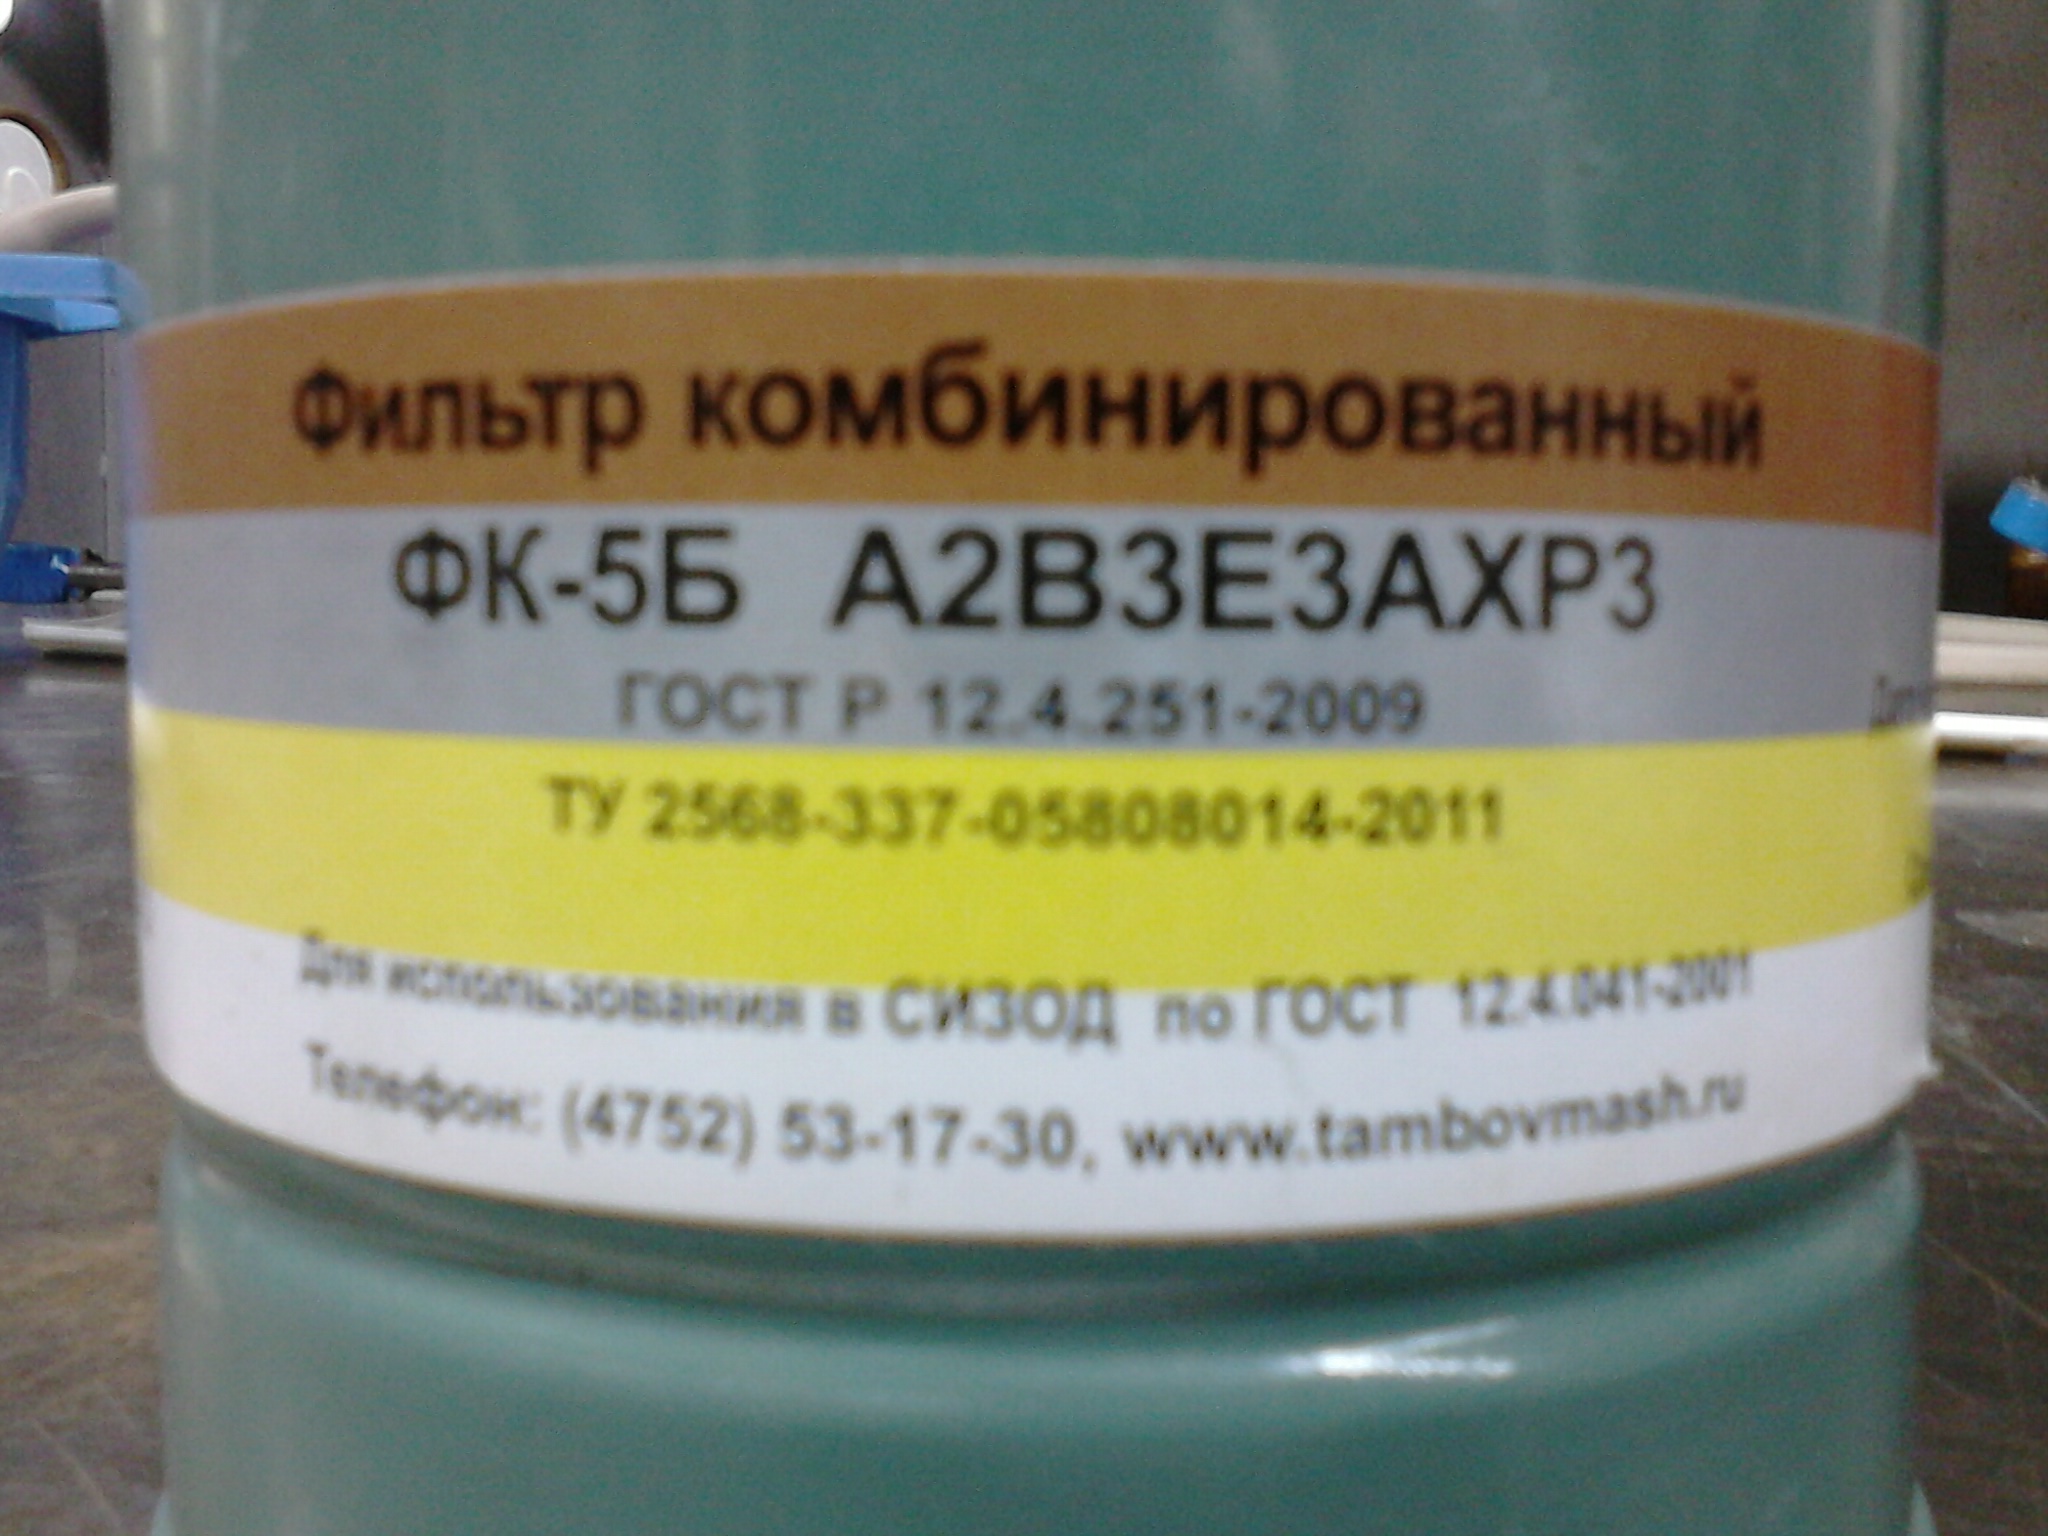 Фильтр комбинированный
ФК-5Б А2В3Е3АХР3
ГОСТ Р 12.4.251-2009
ТУ 2568-337-05808014-2011
Для использования в СИЗОД по ГОСТ 12.4.041-2001
Телефон: (4752) 53-17-30, www.tambovmash.ru